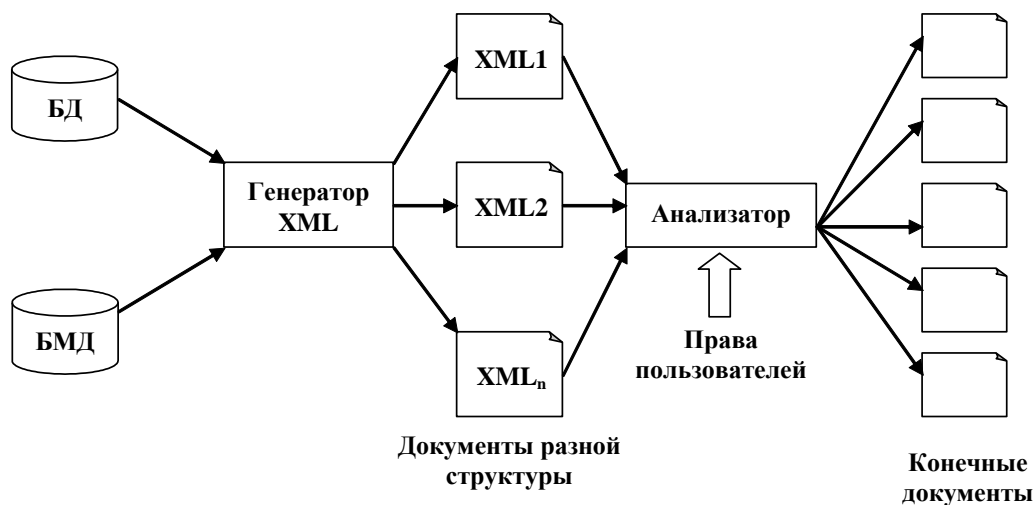 БД
БМД
Генератор
XML
XML1
XML2
XMLn
Документы разной
структуры
Анализатор
Права
пользователей
Конечные
документы